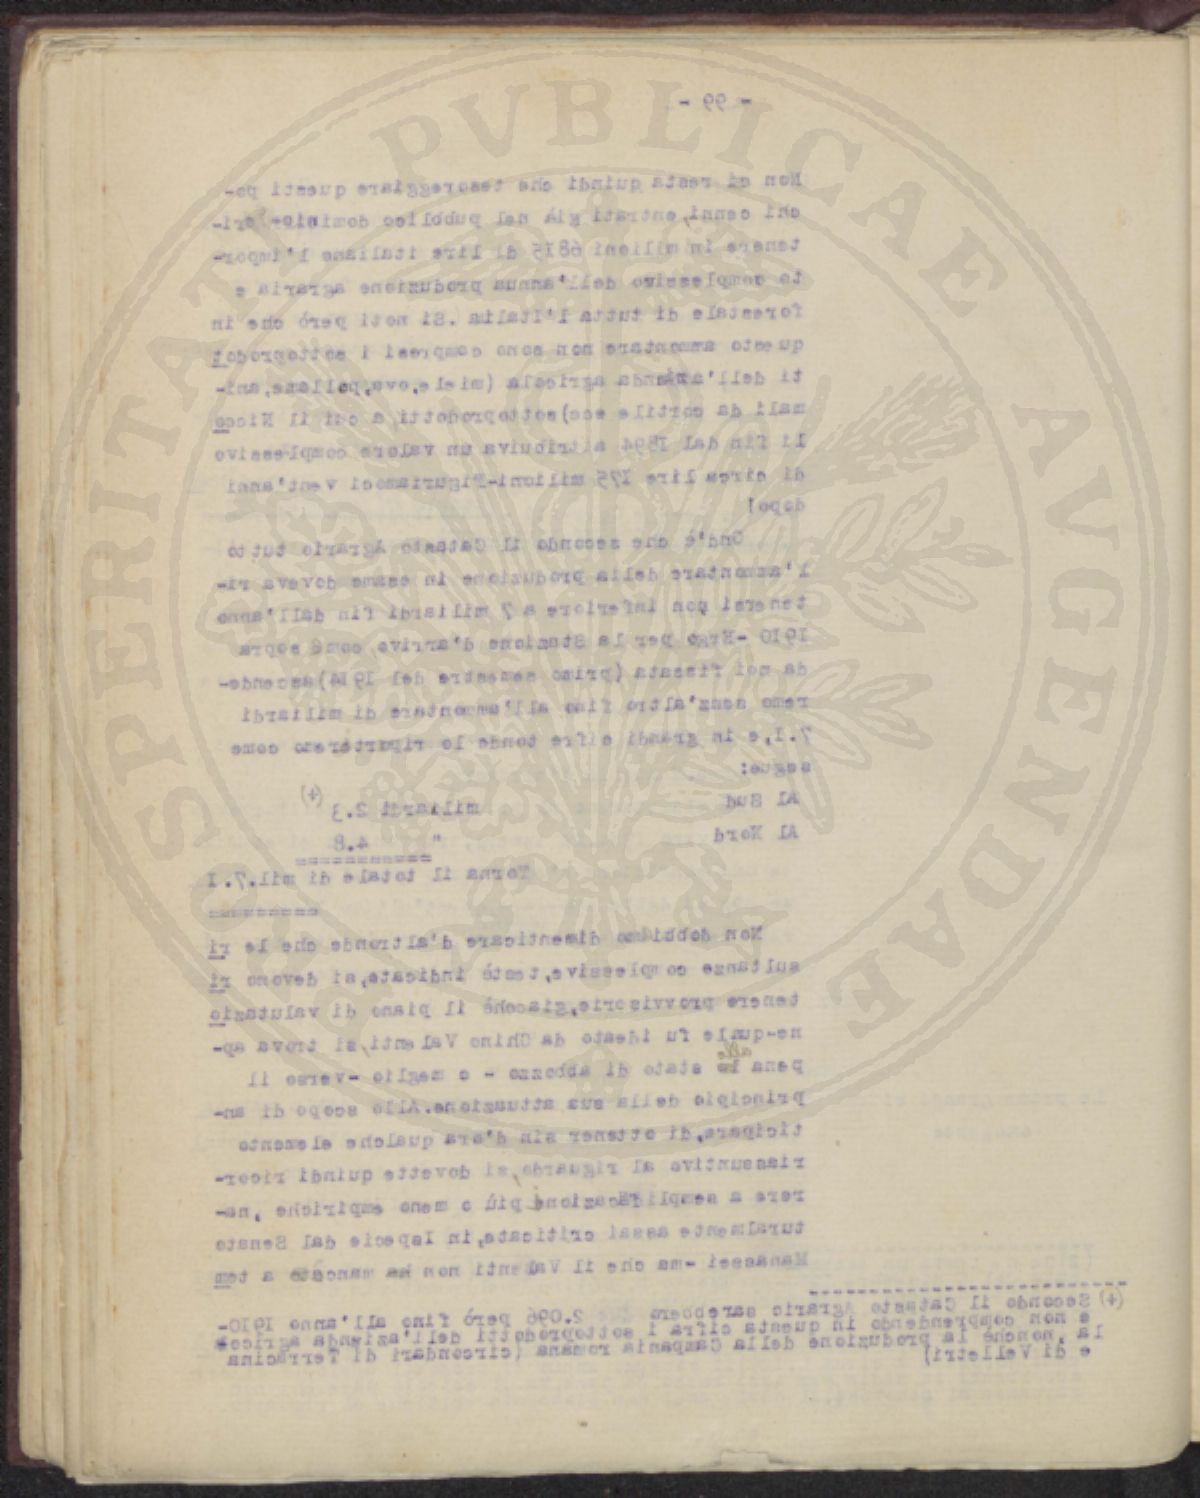 - 99 -
Non ci resta quindi che tesoreggiare questi po-
chi cenni, entrati già nel pubblico dominio- e ri-
tenere in milioni 6815 di lire italiane l'impor-
to complessivo dell'annua produzione agraria e
forestale di tutta l'Italia .Si noti però che in
questo ammontare non sono compresi i sottoprodot
ti dell'azienda agricola (miele,ova,pollame,ani-
mali da cortile ecc)sottoprodotti, a cui il Nicco
li fin dal 1894 attribuiva un valore complessivo
di circa lire 175 milioni-Figuriamoci vent'anni
dopo!
Ond'è che secondo il Catasto Agrario tutto
l'ammontare della produzione in esame doveva ri-
tenersi non inferiore a 7 miliardi fin dall'anno
1910 -Ergo per la Stazione d'arrivo, come sopra
da noi fissata (primo semestre del 1914)ascende-
remo senz'altro fino all'ammontare di miliardi
7.I,e in grandi cifre tonde lo ripartiremo come
segue:
Al Sud miliardi 2.3 (+)
Al Nord " 4.8
============
Torna il totale di mil.7.I
=========
Non dobbiamo dimenticare d'altronde che le ri
sultanze complessive,testè indicate,si devono ri
tenere provvisorie,giacchè il piano di valutazio
ne-quale fu ideato da Ghino Valenti, si trova ap-
pena allo stato di abbozzo - o meglio -verso il
principio della sua attuazione.Allo scopo di an-
ticipare,di ottener sin d'ora qualche elemento
riassuntivo al riguardo, si dovette quindi ricor-
rere a semplificazioni più o meno empiriche ,na-
turalmente assai criticate,in Ispecie dal Senato
Manassei -ma che il Valenti non ha mancato a tem
(+) Secondo il Catasto Agrario sarebbero 2.096 però fino all'anno 1910-
e non comprendendo in questa cifra i sottoprodotti dell'azienda agrico
la ,nonchè la produzione della Campania romana (circondari di Terracina
e di Velletri)
PROSPERITATI PVBLICAE AVGENDAE